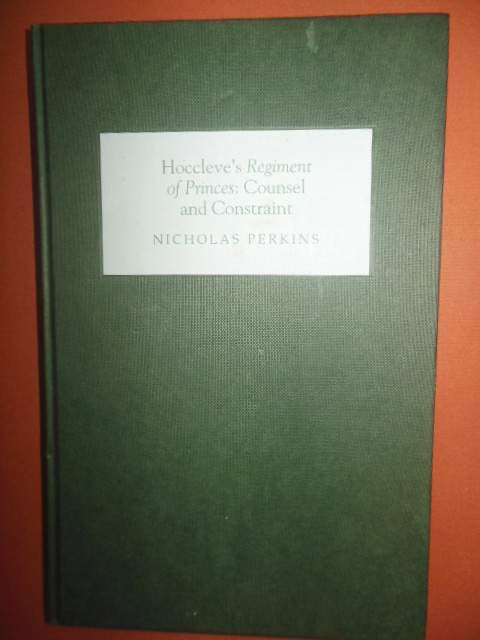 Hoccleve's Regiment
of Princes: Counsel
and Constraint
NICHOLAS PERKINS